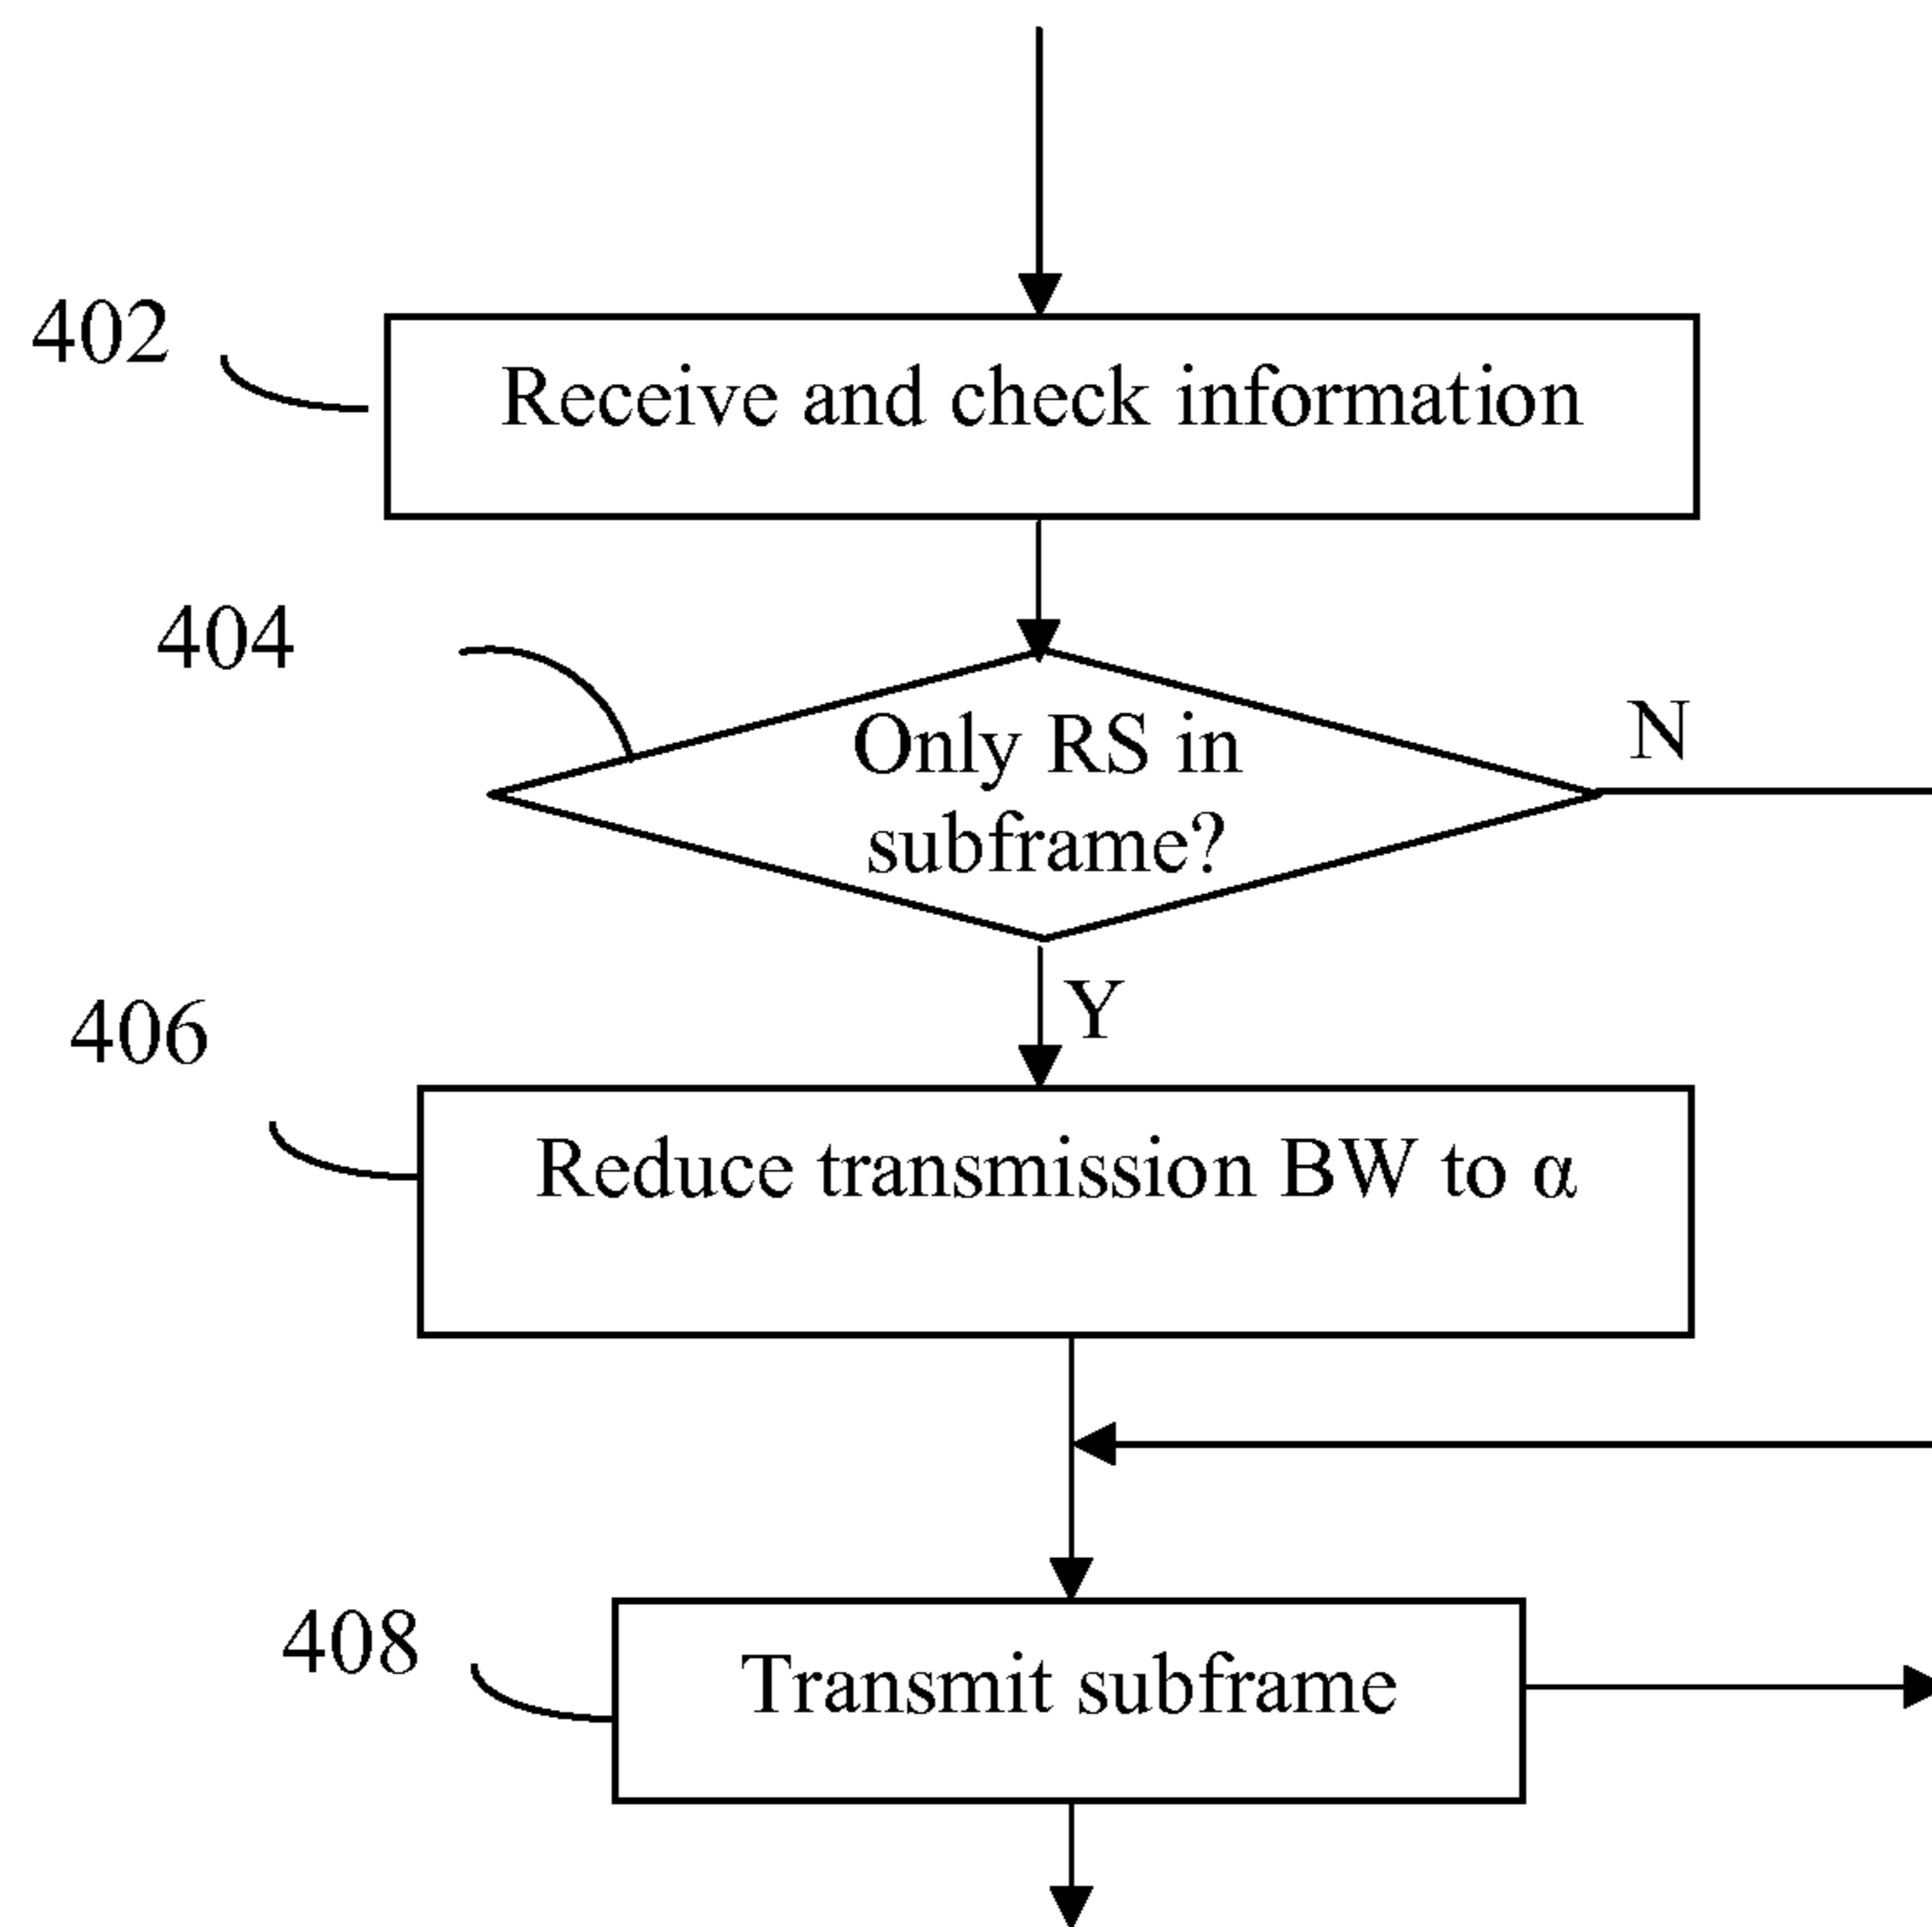 402
Receive and check information
404
Only RS in
subframe?
N
Y
406
Reduce transmission BW to α
408
Transmit subframe